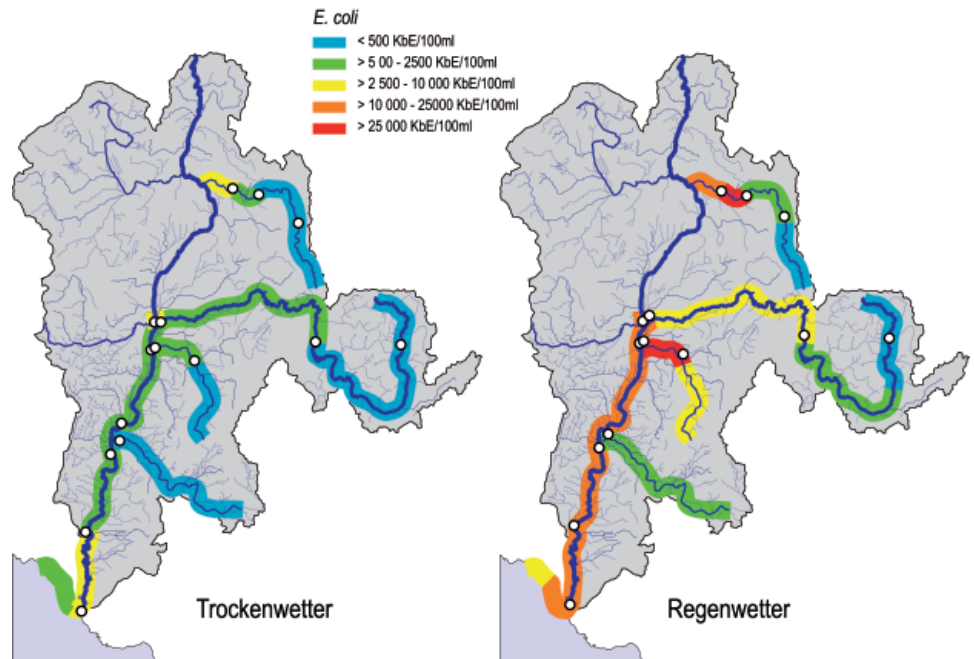 E. coli
< 500 KbE/100ml
> 5 00 - 2500 KbE/100ml
> 2 500 - 10 000 KbE/100ml
> 10 000 - 25000 KbE/100ml
> 25 000 KbE/100ml
Trockenwetter
Regenwetter